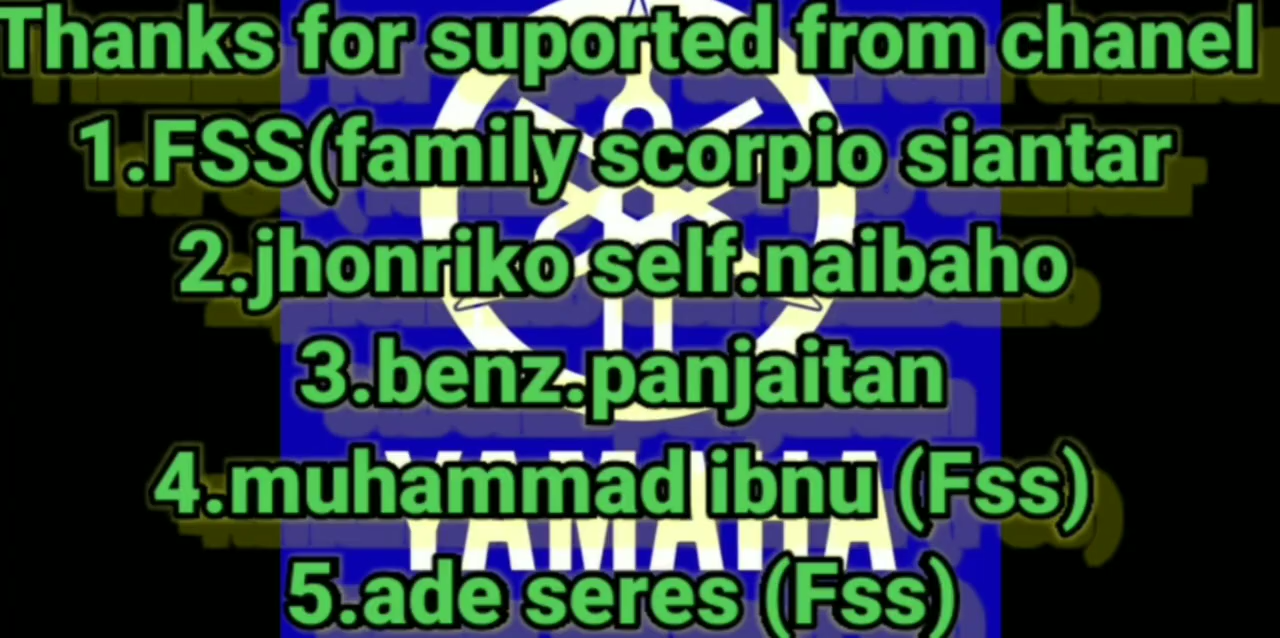 Thanks for suported from chanel
1.FSS(family scorpio siantar
2.jhonriko self.naibaho
3.benz.panjaitan
4.muhammad ibnu (Fss)
YAMAHA
5.ade seres (Fss)